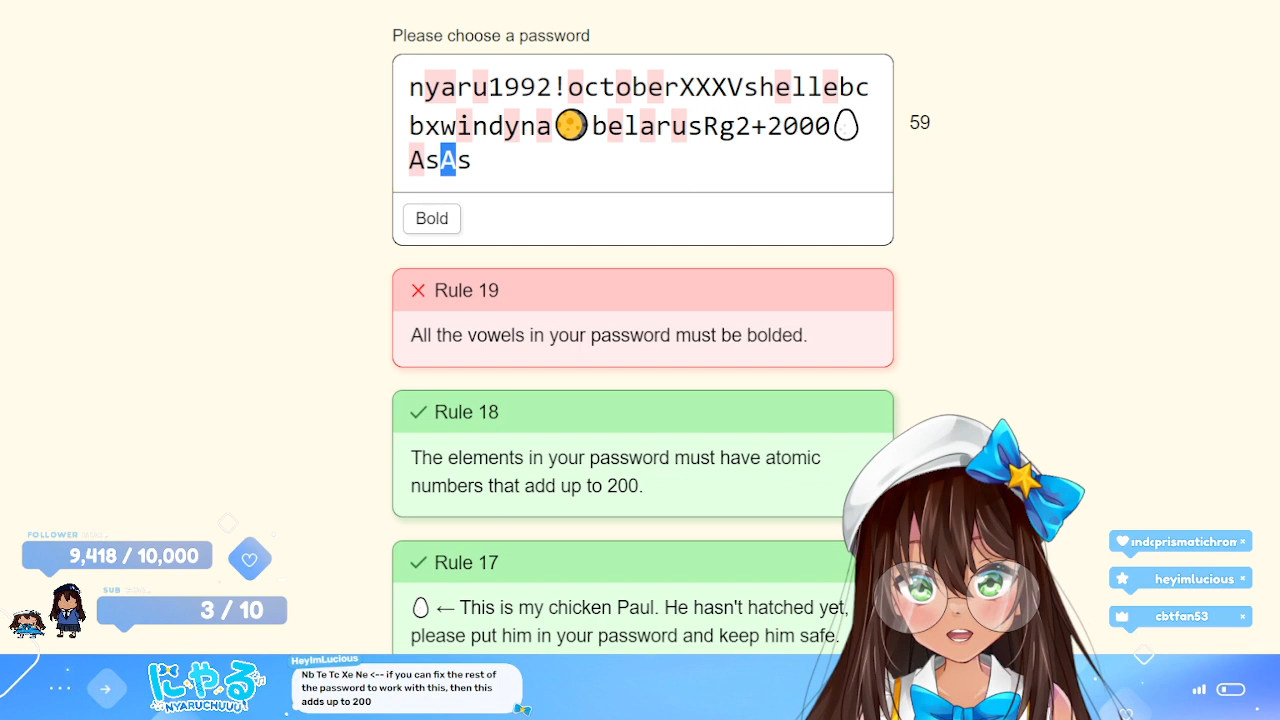 Please choose a password
nyaru1992!octoberXXXVshellebc
bxwindyna🌖belarusRg2+2000🥚
AsAs
59
Bold
Rule 19
All the vowels in your password must be bolded.
Rule 18
The elements in your password must have atomic
numbers that add up to 200.
Rule 17
🥚 ← This is my chicken Paul. He hasn't hatched yet,
please put him in your password and keep him safe.
FOLLOWER
9,418 / 10,000
SUB
3 / 10
indcprismatichron
heyimlucious
cbtfan53
にゃる
NYARUCHUUU
HeyImLucious
Nb Te Tc Xe Ne <-- if you can fix the rest of
the password to work with this, then this
adds up to 200